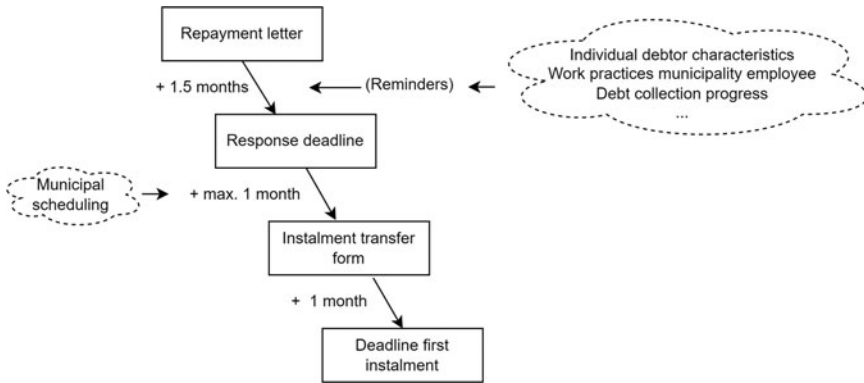 Repayment letter
+ 1.5 months
(Reminders)
Individual debtor characteristics
Work practices municipality employee
Debt collection progress
...
Response deadline
Municipal
scheduling
+ max. 1 month
Instalment transfer
form
+ 1 month
Deadline first
instalment